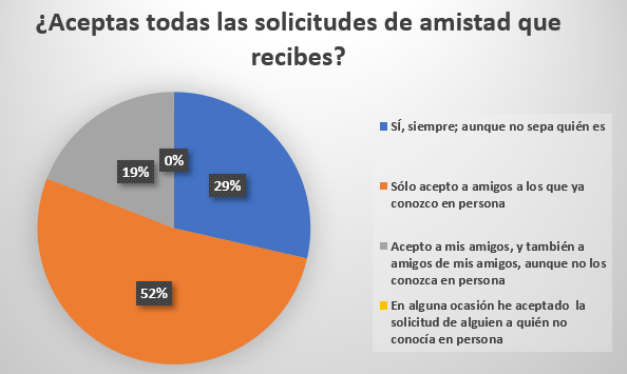 ¿Aceptas todas las solicitudes de amistad que
recibes?
0%
19%
29%
52%
SÍ, siempre; aunque no sepa quién es
Sólo acepto a amigos a los que ya
conozco en persona
Acepto a mis amigos, y también a
amigos de mis amigos, aunque no los
conozca en persona
En alguna ocasión he aceptado la
solicitud de alguien a quién no
conocía en persona